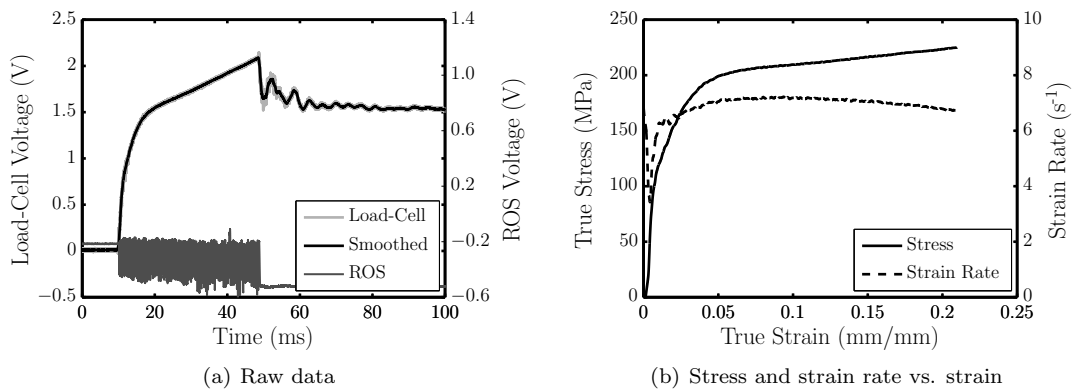 2.5
2
1.5
1
0.5
0
−0.5
Load-Cell Voltage (V)
1.4
1.0
0.6
0.2
−0.2
−0.6
ROS Voltage (V)
Load-Cell
Smoothed
ROS
0 20 40 60 80 100
Time (ms)
(a) Raw data
250
200
150
100
50
0
True Stress (MPa)
10
8
6
4
2
0
Strain Rate (s-1)
Stress
Strain Rate
0 0.05 0.1 0.15 0.2 0.25
True Strain (mm/mm)
(b) Stress and strain rate vs. strain